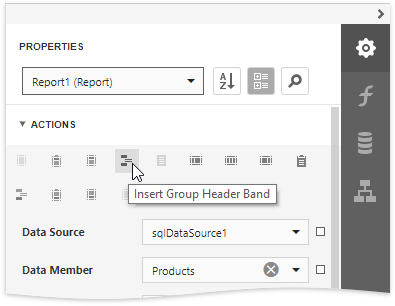 PROPERTIES
Report1 (Report)
ACTIONS
Insert Group Header Band
Data Source
sqlDataSource1
Data Member
Products